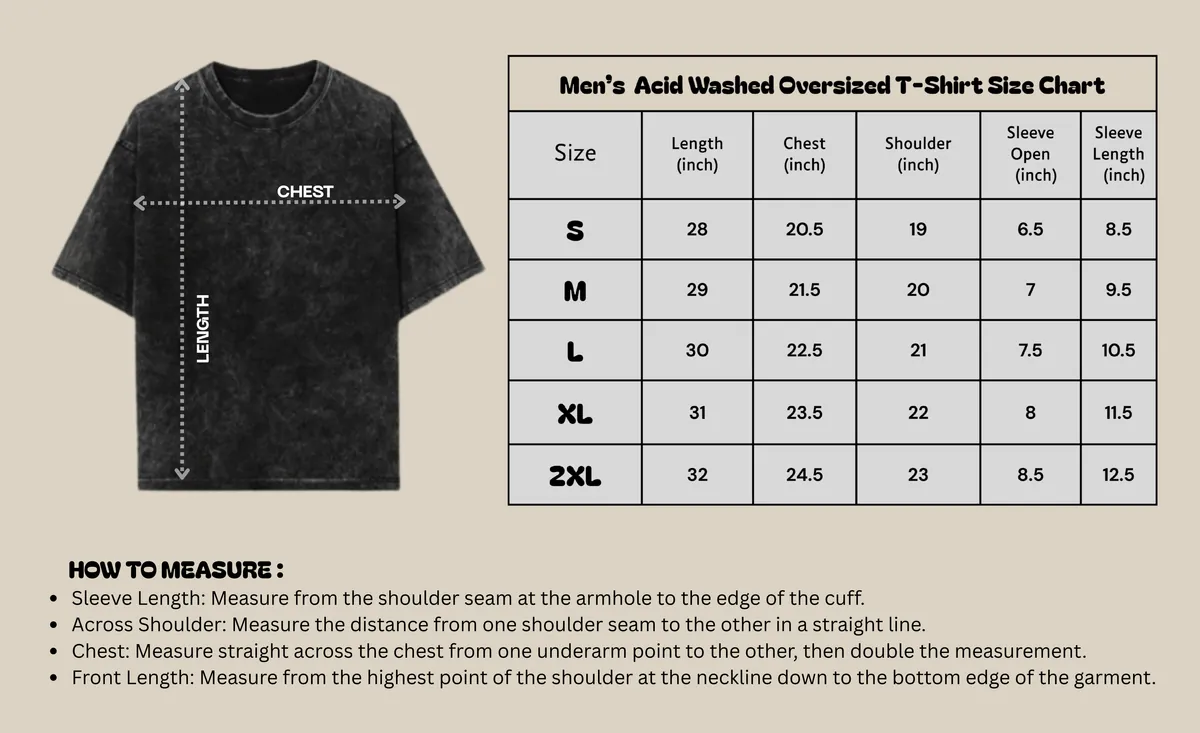 CHEST
LENGTH
Men's Acid Washed Oversized T-Shirt Size Chart
Size Length (inch) Chest (inch) Shoulder (inch) Sleeve Open (inch) Sleeve Length (inch)
S 28 20.5 19 6.5 8.5
M 29 21.5 20 7 9.5
L 30 22.5 21 7.5 10.5
XL 31 23.5 22 8 11.5
2XL 32 24.5 23 8.5 12.5
HOW TO MEASURE :
• Sleeve Length: Measure from the shoulder seam at the armhole to the edge of the cuff.
• Across Shoulder: Measure the distance from one shoulder seam to the other in a straight line.
• Chest: Measure straight across the chest from one underarm point to the other, then double the measurement.
• Front Length: Measure from the highest point of the shoulder at the neckline down to the bottom edge of the garment.